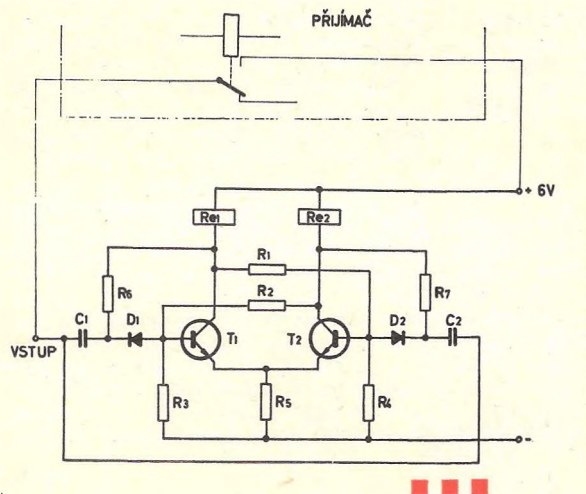 PŘIJÍMAČ
+ 6V
Re1
Re2
R1
R2
R6
R7
C1
D1
T1
T2
D2
C2
VSTUP
R3
R5
R4
-